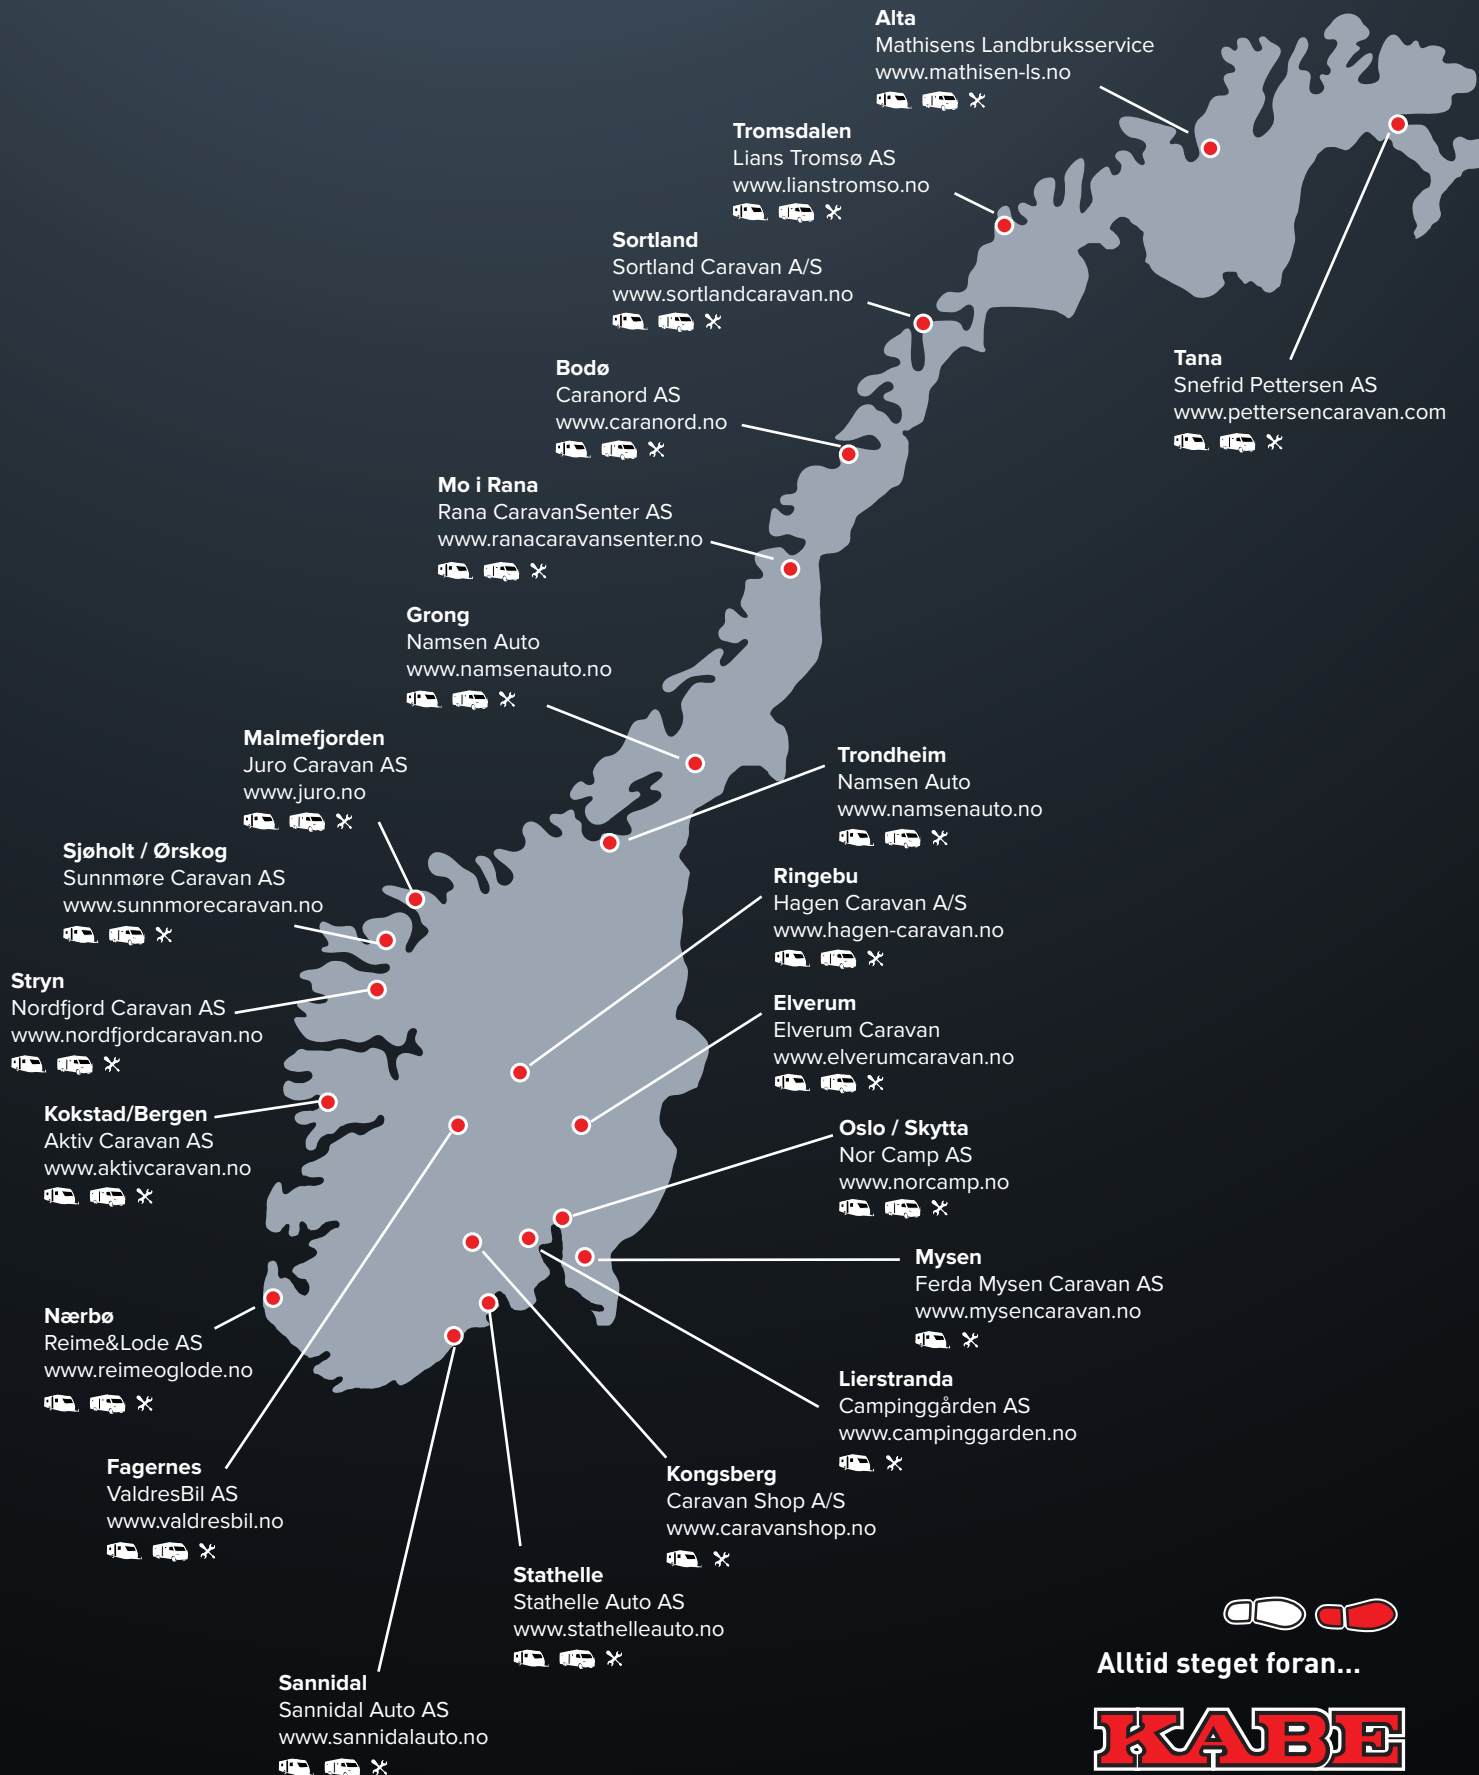 Alta
Mathisens Landbruksservice
www.mathisen-ls.no
Tromsdalen
Lians Tromsø AS
www.lianstromso.no
Sortland
Sortland Caravan A/S
www.sortlandcaravan.no
Tana
Snefrid Pettersen AS
www.pettersencaravan.com
Bodø
Caranord AS
www.caranord.no
Mo i Rana
Rana CaravanSenter AS
www.ranacaravansenter.no
Grong
Namsen Auto
www.namsenauto.no
Malmefjorden
Juro Caravan AS
www.juro.no
Trondheim
Namsen Auto
www.namsenauto.no
Sjøholt / Ørskog
Sunnmøre Caravan AS
www.sunnmorecaravan.no
Ringebu
Hagen Caravan A/S
www.hagen-caravan.no
Stryn
Nordfjord Caravan AS
www.nordfjordcaravan.no
Elverum
Elverum Caravan
www.elverumcaravan.no
Kokstad/Bergen
Aktiv Caravan AS
www.aktivcaravan.no
Oslo / Skytta
Nor Camp AS
www.norcamp.no
Mysen
Ferda Mysen Caravan AS
www.mysencaravan.no
Nærbø
Reime&Lode AS
www.reimeoglode.no
Lierstranda
Campinggården AS
www.campinggarden.no
Fagernes
ValdresBil AS
www.valdresbil.no
Kongsberg
Caravan Shop A/S
www.caravanshop.no
Stathelle
Stathelle Auto AS
www.stathelleauto.no
Sannidal
Sannidal Auto AS
www.sannidalauto.no
Alltid steget foran...
KABE